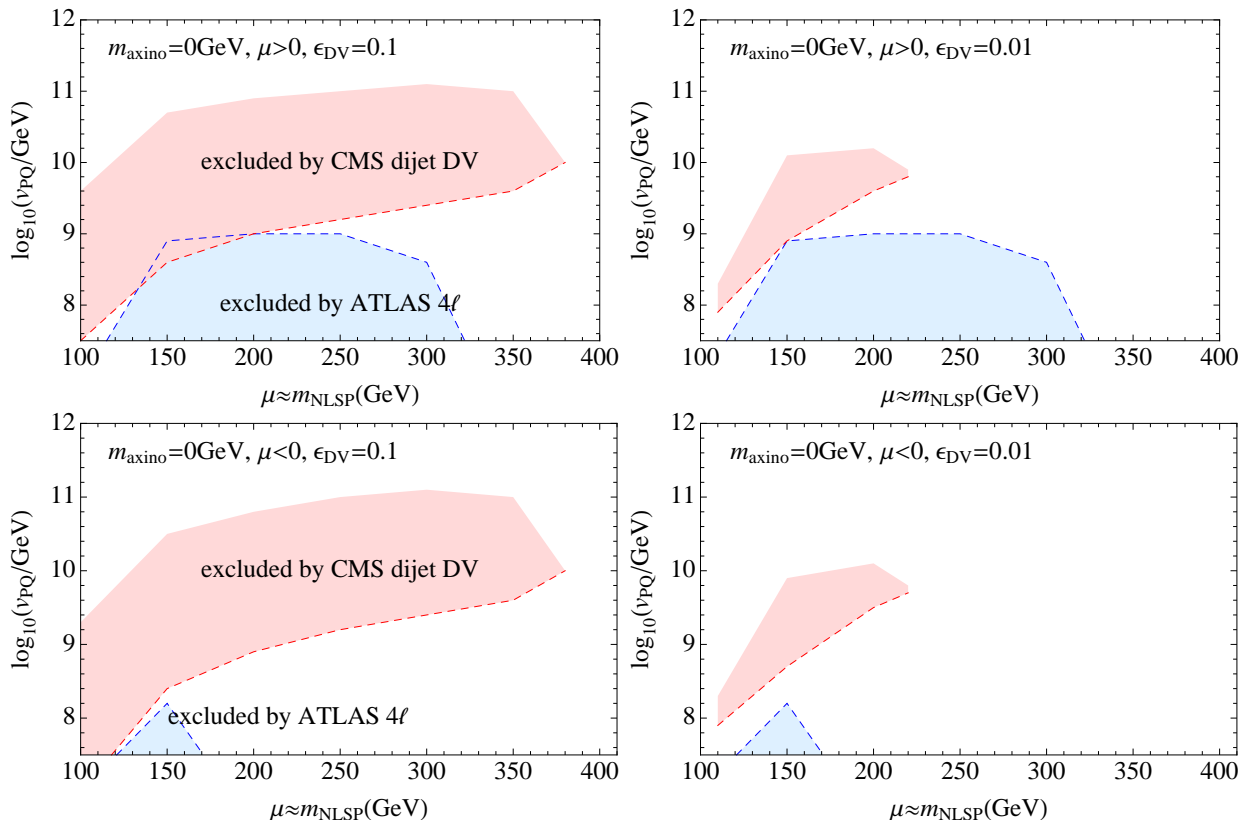 m_axino=0GeV, μ>0, ϵ_DV=0.1
excluded by CMS dijet DV
excluded by ATLAS 4ℓ
log₁₀(v_PQ/GeV)
12
11
10
9
8
100 150 200 250 300 350 400
μ≈m_NLSP(GeV)
m_axino=0GeV, μ>0, ϵ_DV=0.01
log₁₀(v_PQ/GeV)
12
11
10
9
8
100 150 200 250 300 350 400
μ≈m_NLSP(GeV)
m_axino=0GeV, μ<0, ϵ_DV=0.1
excluded by CMS dijet DV
excluded by ATLAS 4ℓ
log₁₀(v_PQ/GeV)
12
11
10
9
8
100 150 200 250 300 350 400
μ≈m_NLSP(GeV)
m_axino=0GeV, μ<0, ϵ_DV=0.01
log₁₀(v_PQ/GeV)
12
11
10
9
8
100 150 200 250 300 350 400
μ≈m_NLSP(GeV)